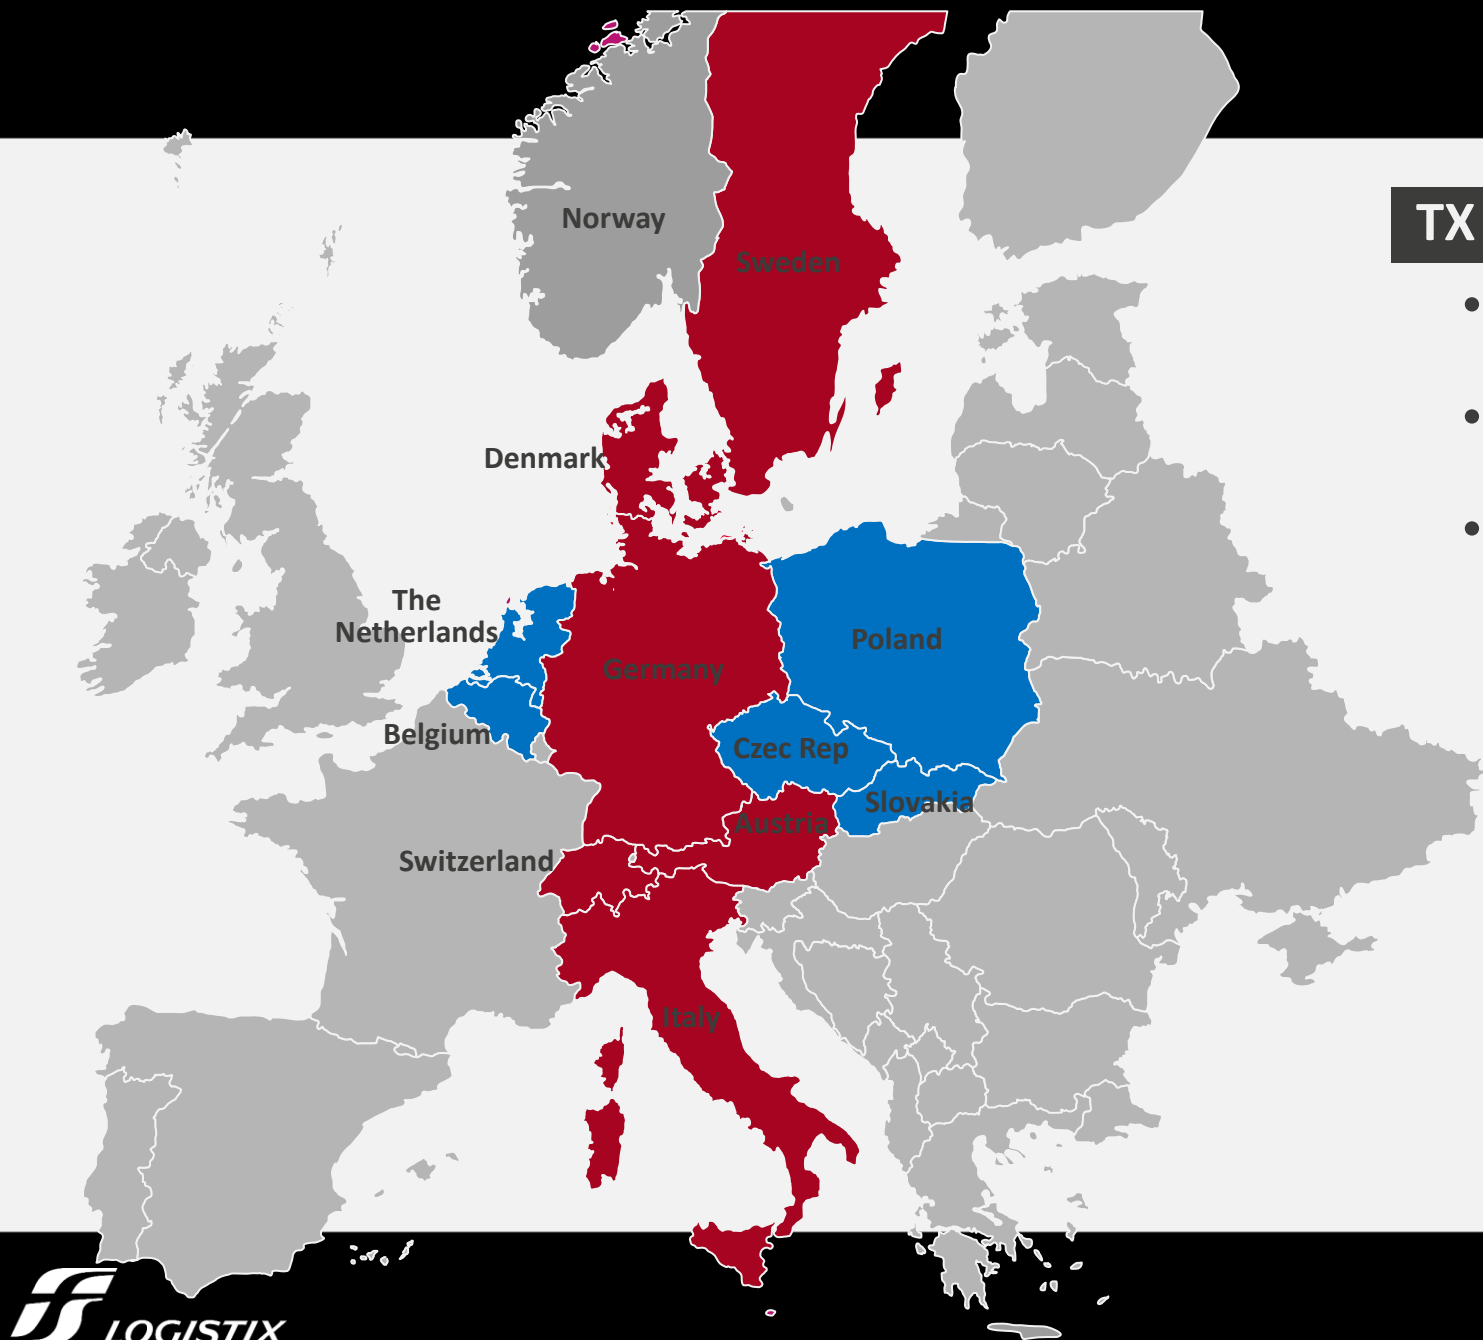 Norway
Sweden
TX
Denmark
The
Netherlands
Poland
Germany
Belgium
Czec Rep
Slovakia
Austria
Switzerland
Italy
LOGISTIX